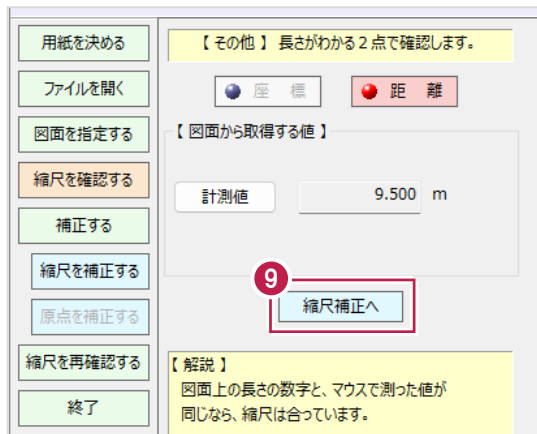 用紙を決める
ファイルを開く
図面を指定する
縮尺を確認する
補正する
縮尺を補正する
原点を補正する
縮尺を再確認する
終了
【 その他 】 長さがわかる２点で確認します。
座 標
距 離
【 図面から取得する値 】
計測値
9.500 m
9
縮尺補正へ
【 解説 】
図面上の長さの数字と、マウスで測った値が
同じなら、縮尺は合っています。